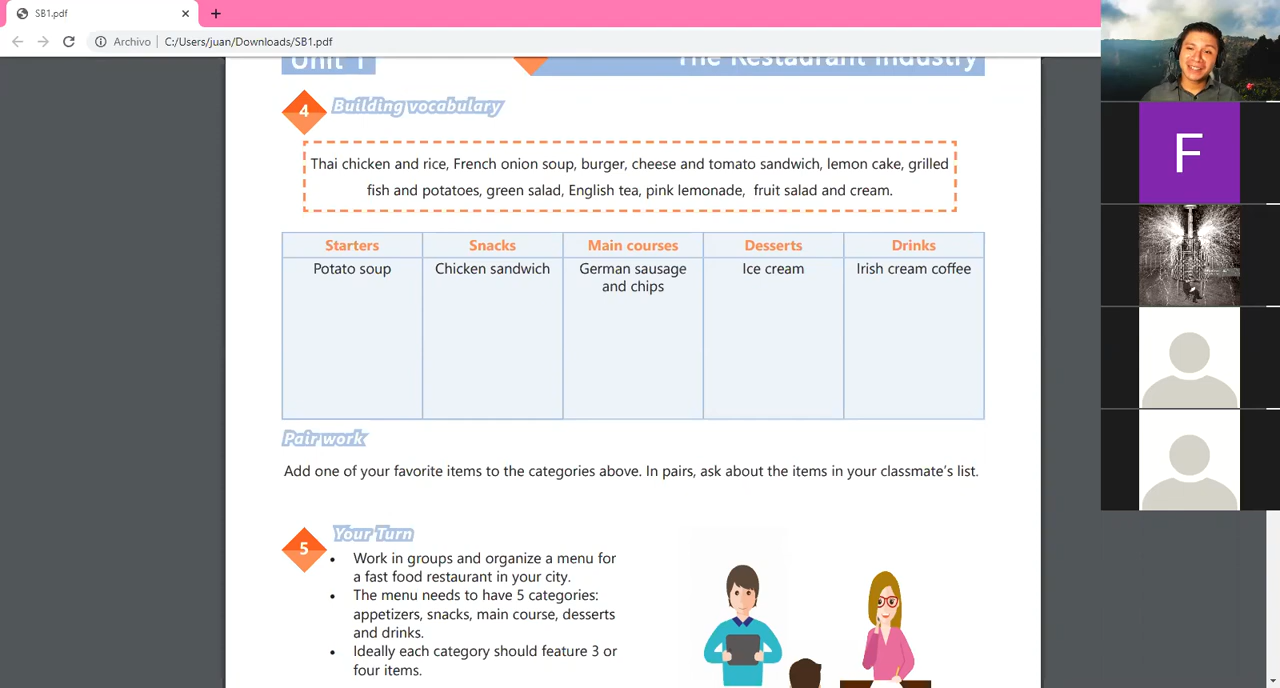 SB1.pdf
Archivo
C:/Users/juan/Downloads/SB1.pdf
Unit 1
The Restaurant Industry
4
Building vocabulary
Thai chicken and rice, French onion soup, burger, cheese and tomato sandwich, lemon cake, grilled
fish and potatoes, green salad, English tea, pink lemonade, fruit salad and cream.
Starters
Snacks
Main courses
Desserts
Drinks
Potato soup
Chicken sandwich
German sausage
and chips
Ice cream
Irish cream coffee
Pair work
Add one of your favorite items to the categories above. In pairs, ask about the items in your classmate's list.
5
Your Turn
• Work in groups and organize a menu for
a fast food restaurant in your city.
• The menu needs to have 5 categories:
appetizers, snacks, main course, desserts
and drinks.
• Ideally each category should feature 3 or
four items.
F